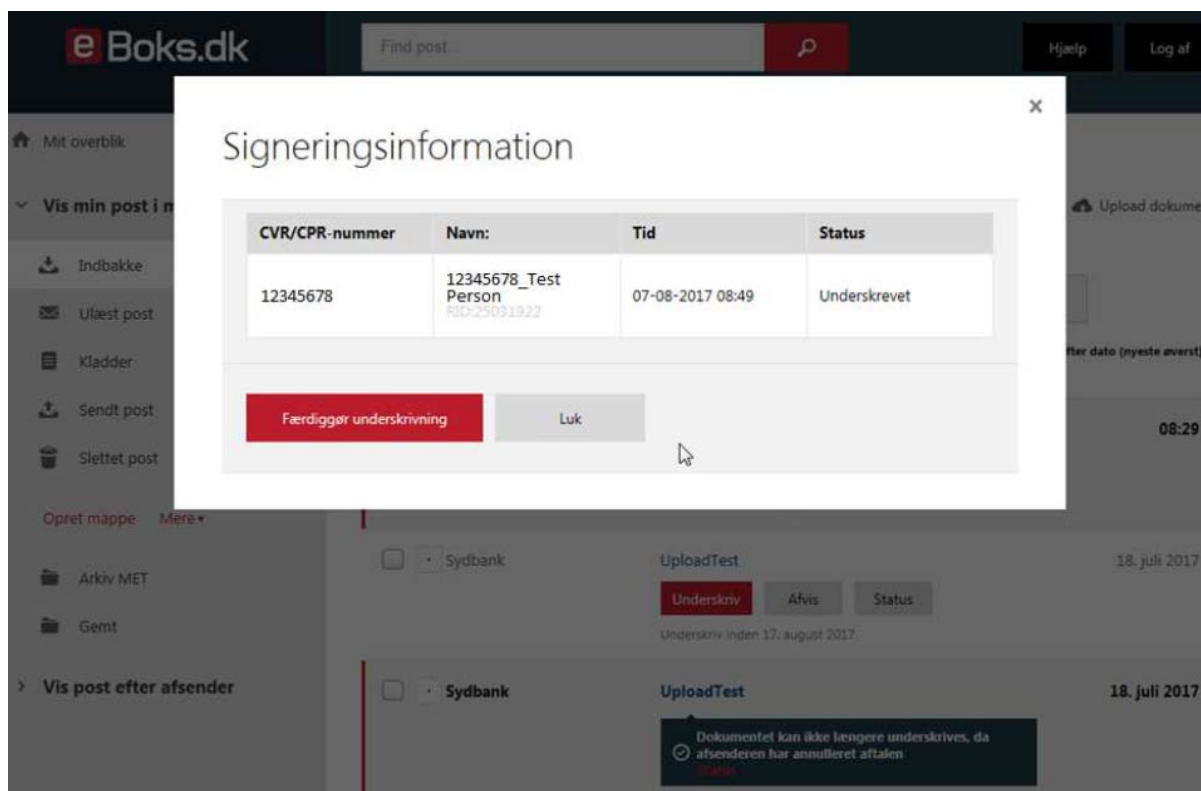 e Boks.dk
Find post...
Hjælp
Log af
Mit overblik
Vis min post i m
Indbakke
Ulæst post
Kladder
Sendt post
Slettet post
Opret mappe Mere
Arkiv MET
Gemt
Vis post efter afsender
Signeringsinformation
x
CVR/CPR-nummer Navn: Tid Status
12345678
12345678_Test
Person
RID:25031922
07-08-2017 08:49
Underskrevet
Færdiggør underskrivning
Luk
Upload dokume
fter dato (nyeste øverst)
08:29
Sydbank
UploadTest
18. juli 2017
Underskriv
Afvis
Status
Underskriv inden 17. august 2017
Sydbank
UploadTest
18. juli 2017
Dokumentet kan ikke længere underskrives, da
afsenderen har annulleret aftalen
Status